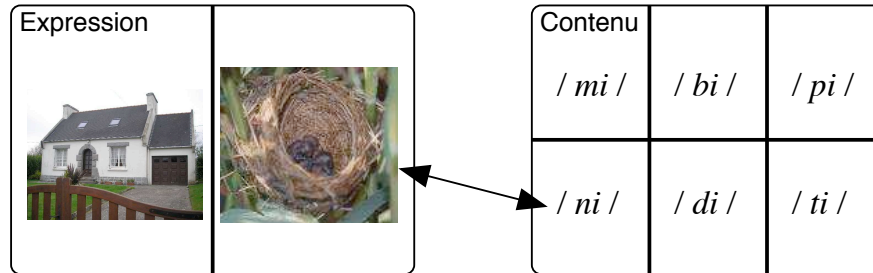 Expression
Contenu
/ mi / / bi / / pi /
/ ni / / di / / ti /